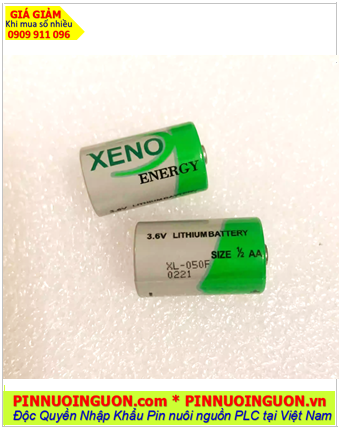 GIÁ GIẢM
Khi mua số nhiều
0909 911 096
XENO
ENERGY
3.6V LITHIUM BATTERY
3.6V LITHIUM BATTERY
SIZE ½ AA
XL-050F
0221
PINNUOINGUON.com * PINNUOINGUON.vn
Độc Quyền Nhập Khẩu Pin nuôi nguồn PLC tại Việt Nam